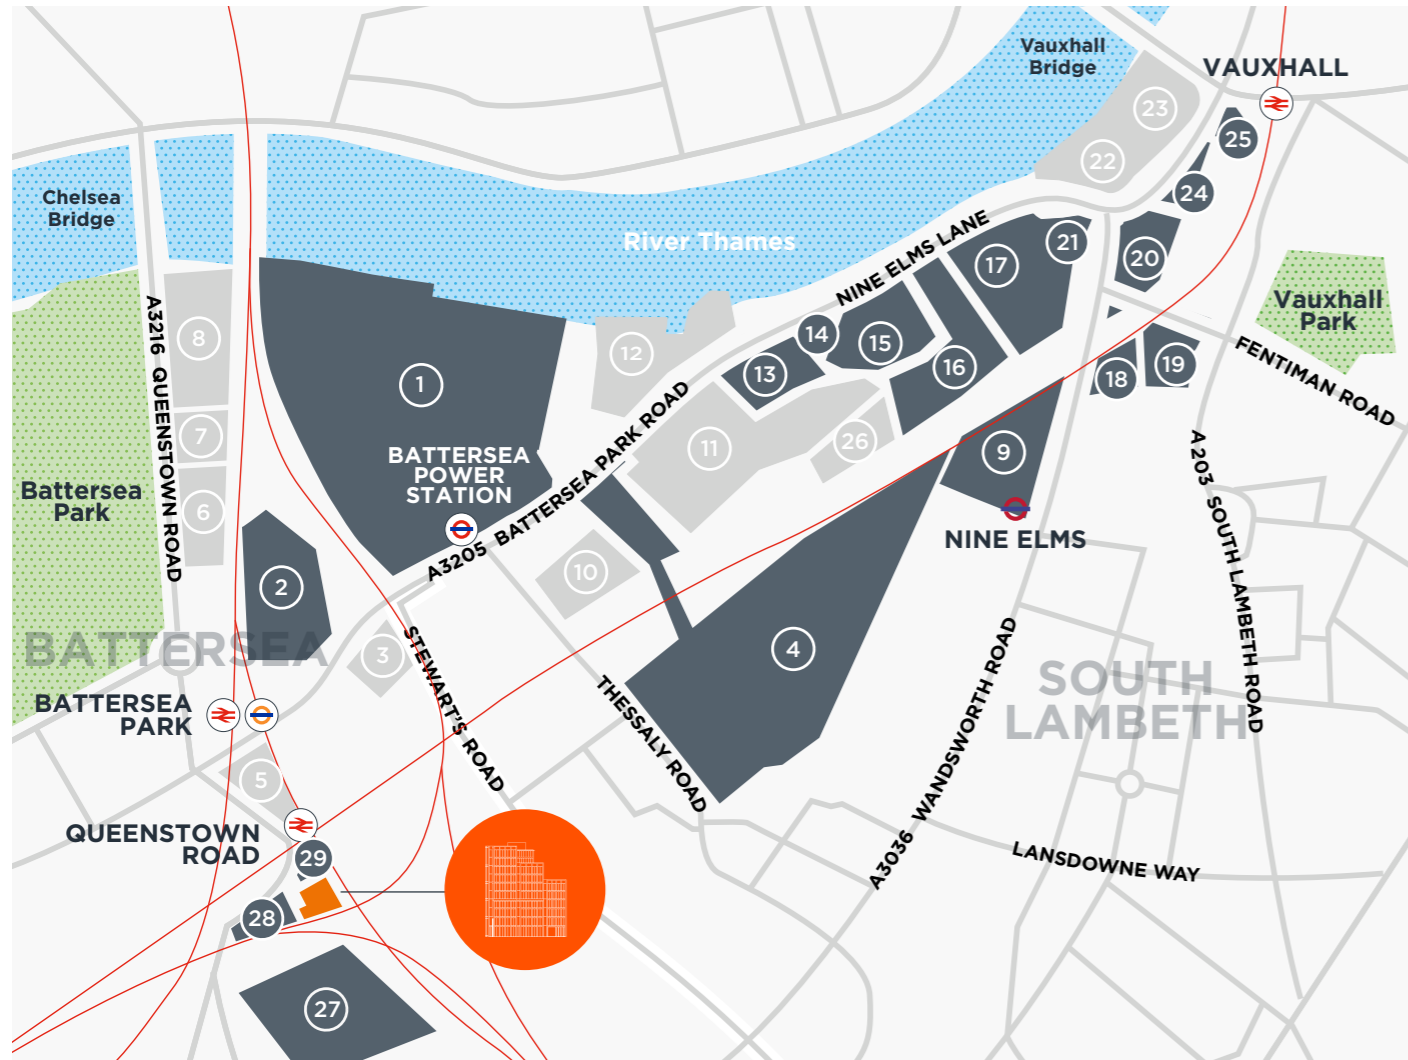 Vauxhall
Bridge
VAUXHALL
23
22
25
24
Chelsea
Bridge
River Thames
NINE ELMS LANE
21
17
20
Vauxhall
Park
FENTIMAN ROAD
A3216 QUEENSTOWN ROAD
8
7
6
1
12
14
15
13
16
18
19
11
26
9
BATTERSEA
POWER
STATION
A3205 BATTERSEA PARK ROAD
Battersea
Park
NINE ELMS
A203 SOUTH LAMBETH ROAD
2
10
BATTERSEA
3
4
STEWART'S ROAD
THESSALY ROAD
SOUTH
LAMBETH
BATTERSEA
PARK
5
A3036 WANDSWORTH ROAD
QUEENSTOWN
ROAD
29
LANSDOWNE WAY
28
27